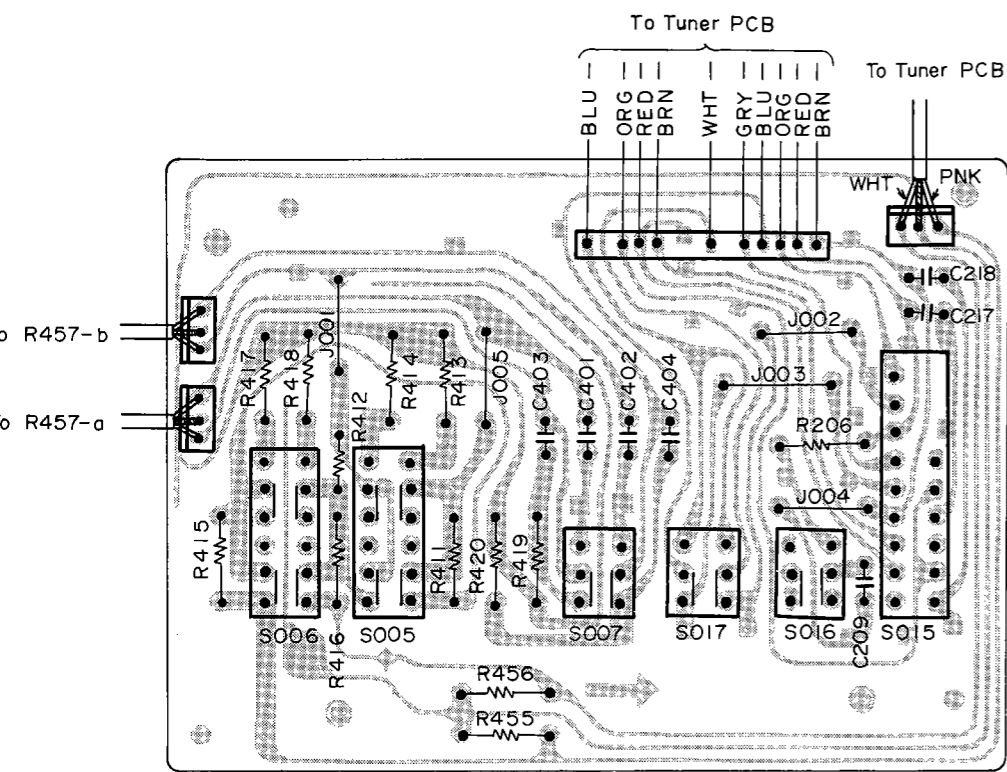 To Tuner PCB
To Tuner PCB
BLU
ORG
RED
BRN
WHT
GRY
BLU
ORG
RED
BRN
WHT
PNK
C218
C217
o R457-b
J001
J002
R417
R418
R414
R413
J005
C403
C401
C402
C404
J003
R412
o R457-a
R206
J004
R415
R411
R420
R419
S006
S005
S007
S017
S016
S015
C209
R416
R456
R455